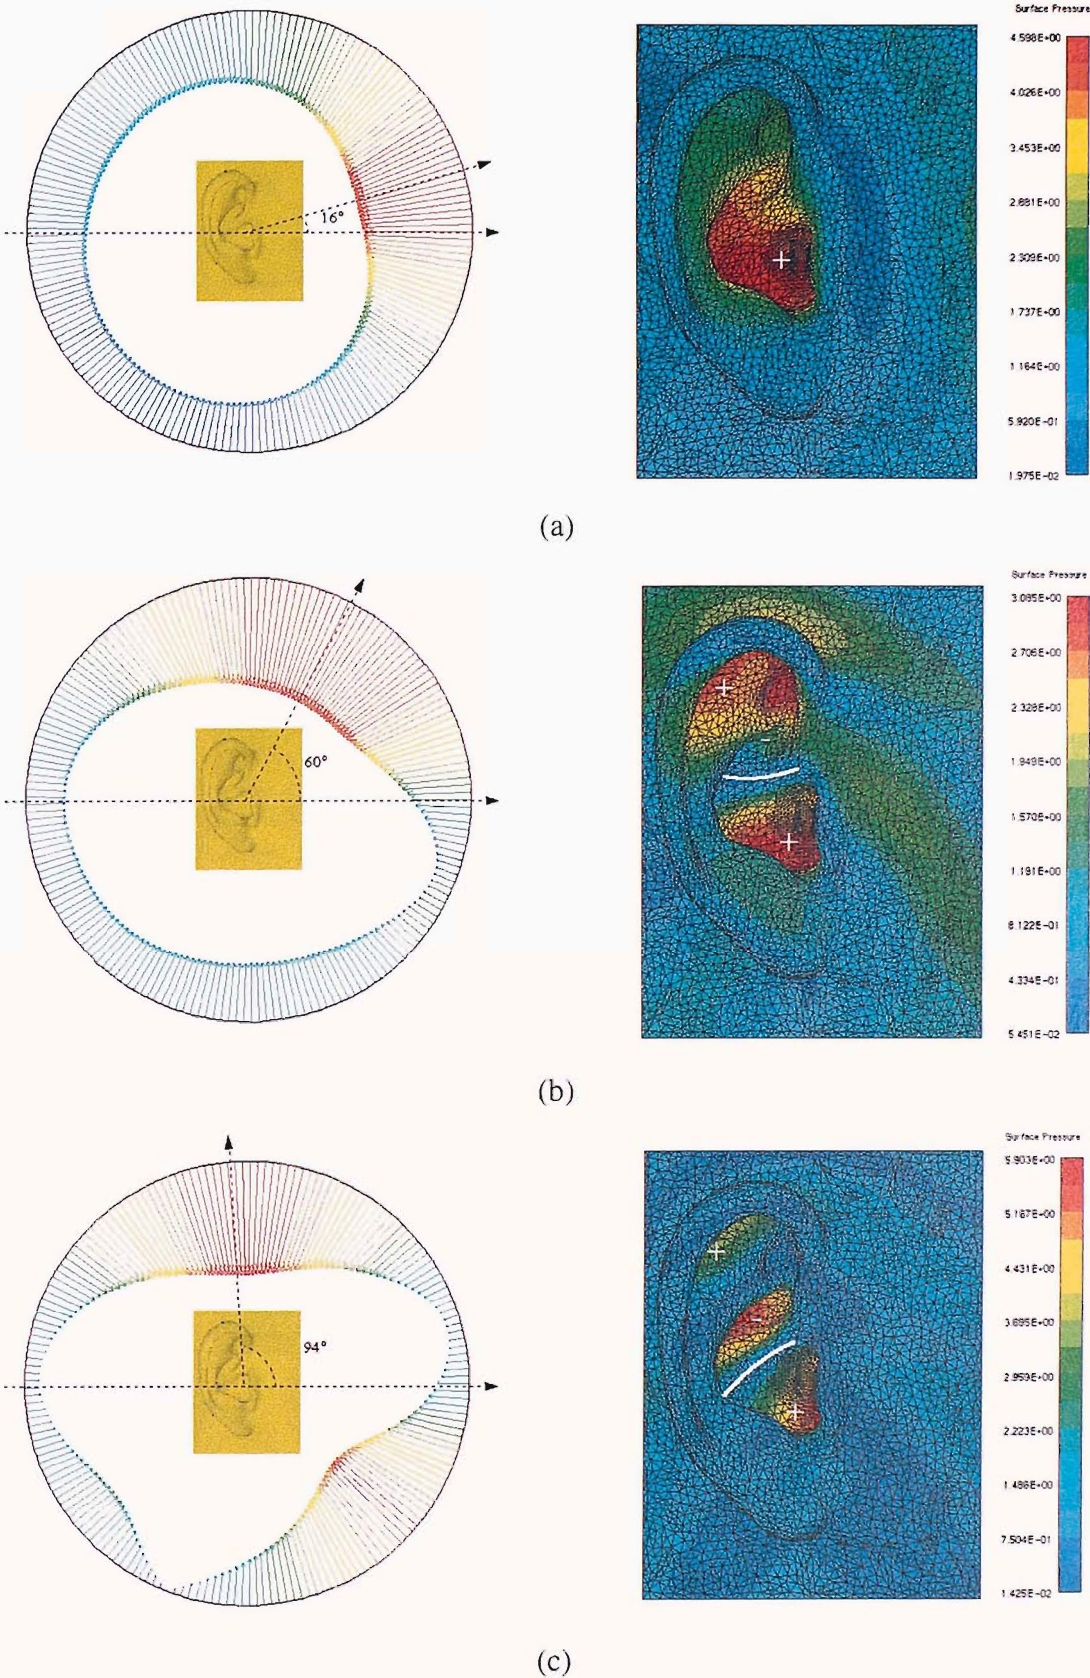 Surface Pressure
4.598E+00
4.026E+00
3.453E+00
2.881E+00
2.309E+00
1.737E+00
1.164E+00
5.920E-01
1.975E-02
16°
+
(a)
Surface Pressure
3.085E+00
2.706E+00
2.328E+00
1.949E+00
1.570E+00
1.191E+00
8.122E-01
4.334E-01
5.451E-02
60°
+
-
+
(b)
Surface Pressure
5.903E+00
5.167E+00
4.431E+00
3.695E+00
2.959E+00
2.223E+00
1.486E+00
7.504E-01
1.425E-02
94°
+
-
+
(c)